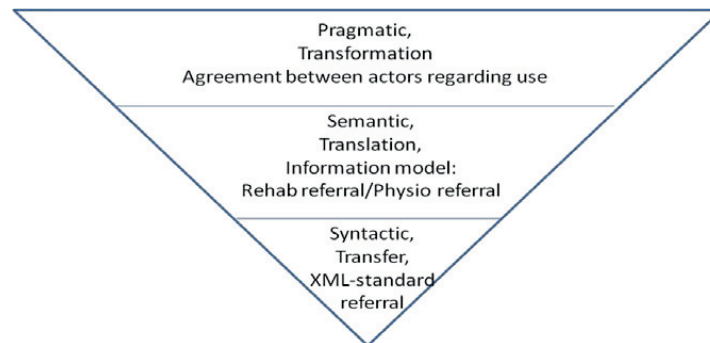 Pragmatic,
Transformation
Agreement between actors regarding use
Semantic,
Translation,
Information model:
Rehab referral/Physio referral
Syntactic,
Transfer,
XML-standard
referral